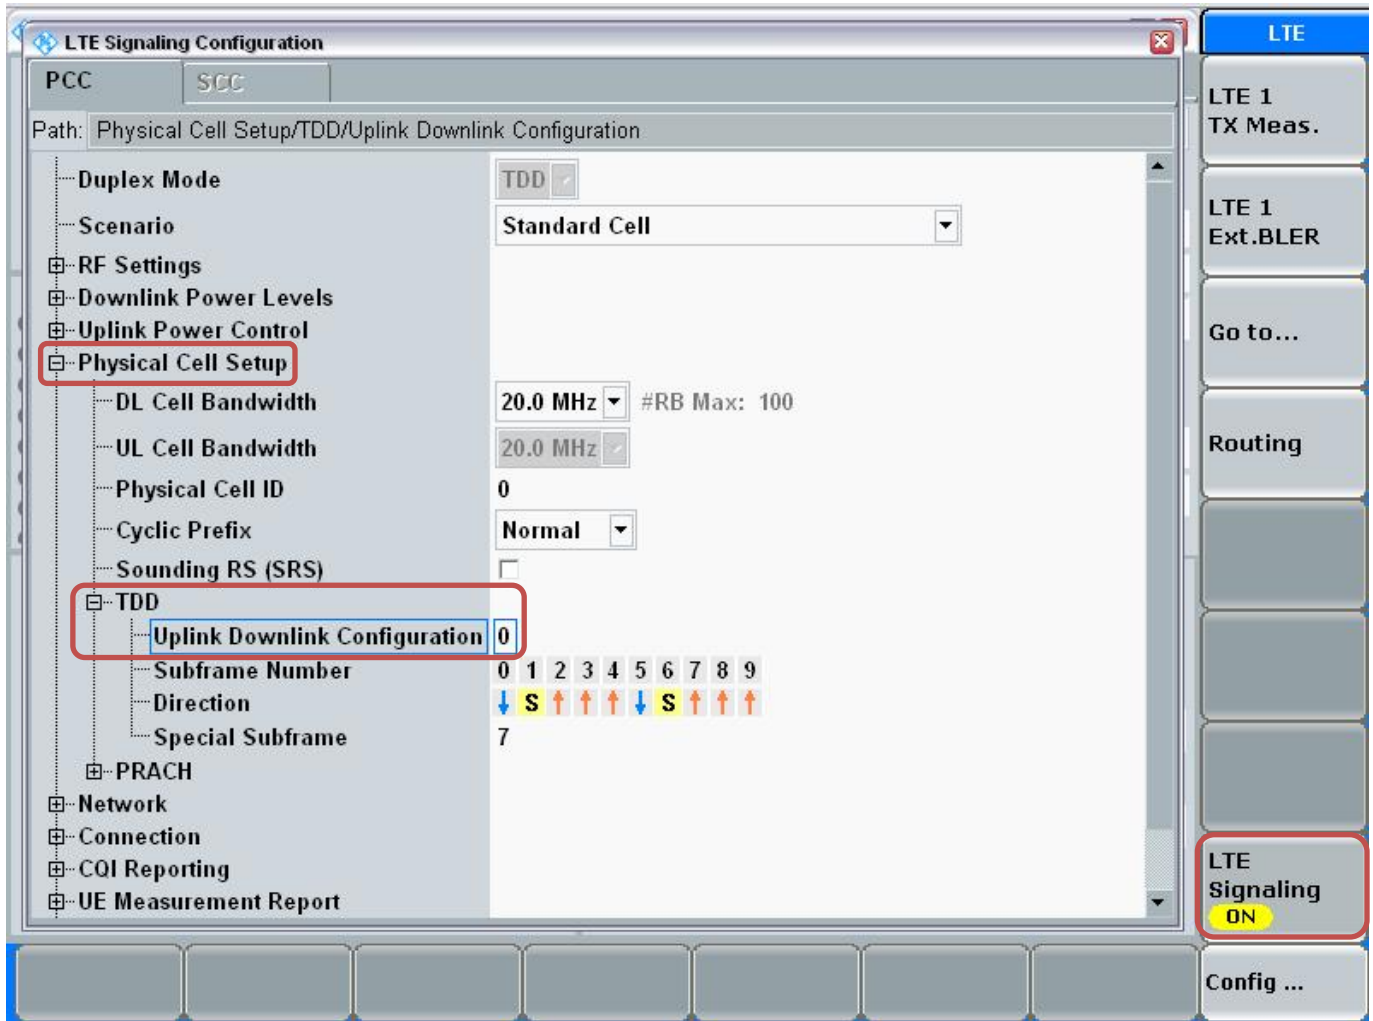 LTE Signaling Configuration
LTE
PCC
SCC
Path: Physical Cell Setup/TDD/Uplink Downlink Configuration
Duplex Mode TDD
Scenario Standard Cell
RF Settings
Downlink Power Levels
Uplink Power Control
Physical Cell Setup
DL Cell Bandwidth 20.0 MHz #RB Max: 100
UL Cell Bandwidth 20.0 MHz
Physical Cell ID 0
Cyclic Prefix Normal
Sounding RS (SRS)
TDD
Uplink Downlink Configuration 0
Subframe Number 0 1 2 3 4 5 6 7 8 9
Direction ↓ S ↑ ↑ ↑ ↓ S ↑ ↑ ↑
Special Subframe 7
PRACH
Network
Connection
CQI Reporting
UE Measurement Report
LTE 1
TX Meas.
LTE 1
Ext.BLER
Go to...
Routing
LTE
Signaling
ON
Config ...